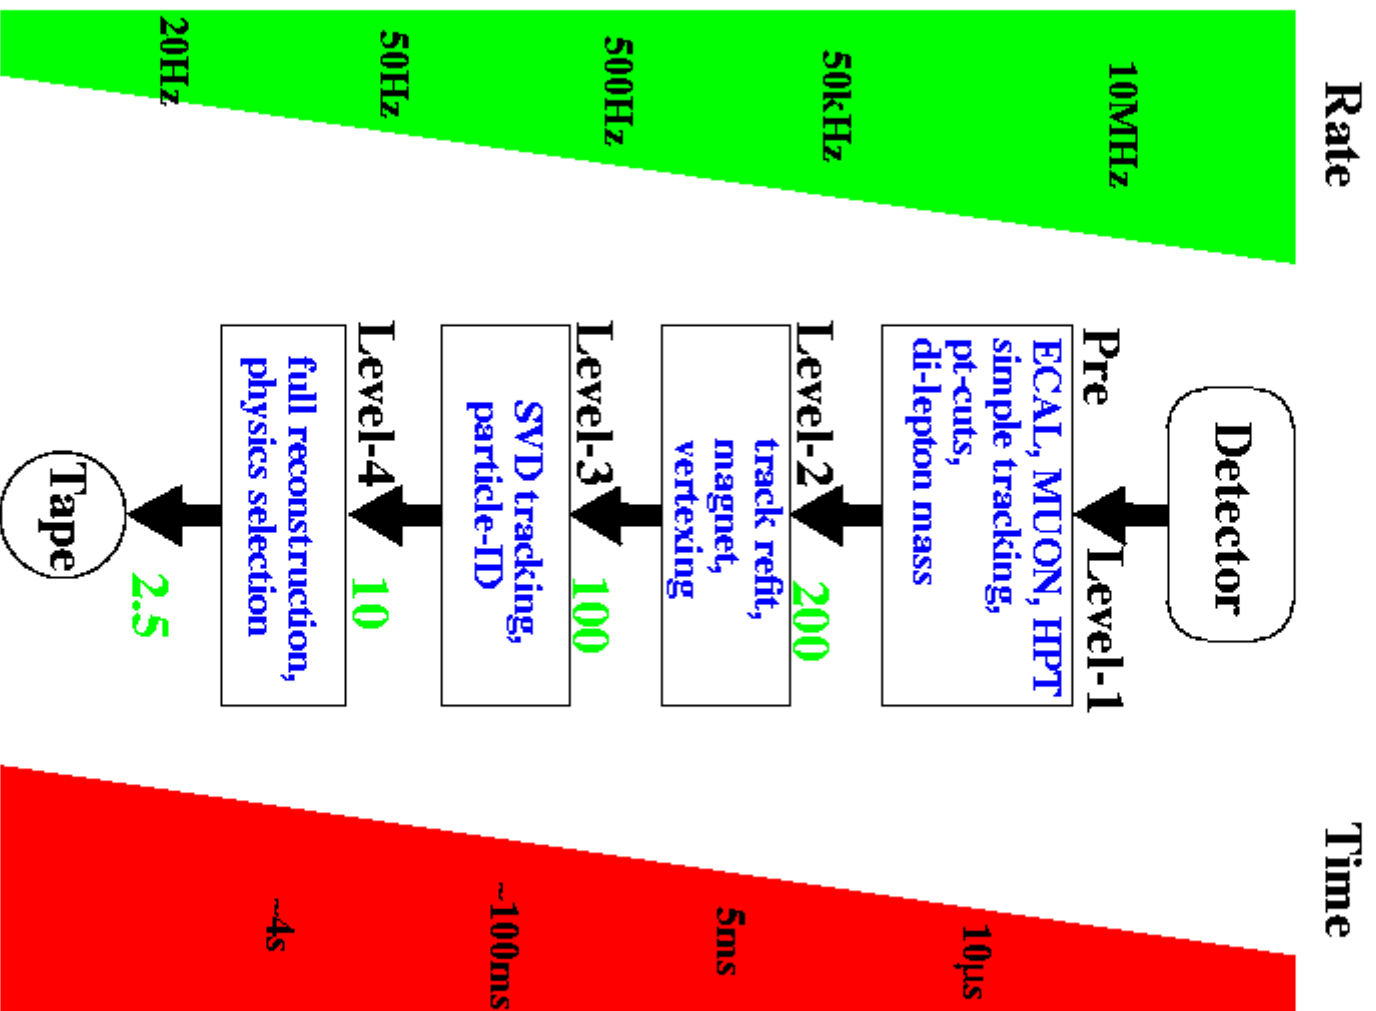 Rate
Time
Detector
10MHz
Pre
Level-1
ECAL, MUON, HPT
simple tracking,
pt-cuts,
di-lepton mass
10µs
50kHz
200
Level-2
track refit,
magnet,
vertexing
5ms
500Hz
100
Level-3
SVD tracking,
particle-ID
~100ms
50Hz
10
Level-4
full reconstruction,
physics selection
~4s
20Hz
2.5
Tape